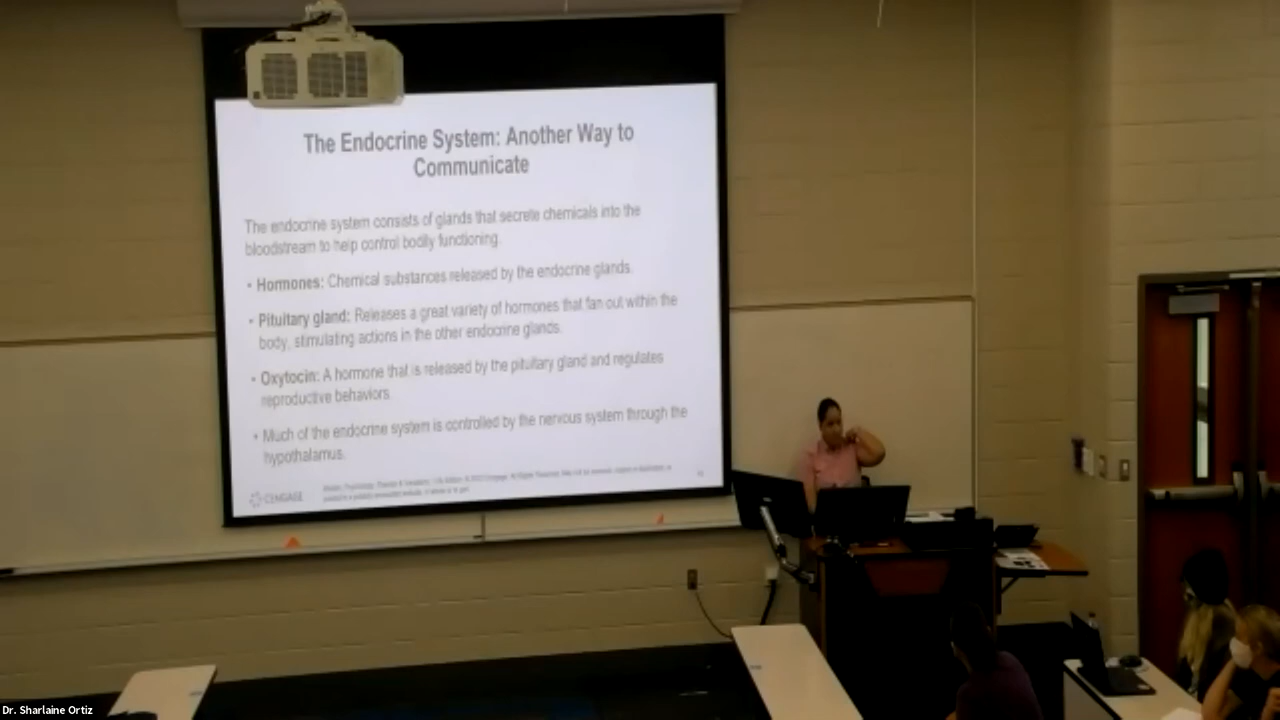 The Endocrine System: Another Way to
Communicate
The endocrine system consists of glands that secrete chemicals into the
bloodstream to help control bodily functioning.
• Hormones: Chemical substances released by the endocrine glands.
• Pituitary gland: Releases a great variety of hormones that fan out within the
body, stimulating actions in the other endocrine glands.
• Oxytocin: A hormone that is released by the pituitary gland and regulates
reproductive behaviors
• Much of the endocrine system is controlled by the nervous system through the
hypothalamus.
CENGAGE
Dr. Sharlaine Ortiz